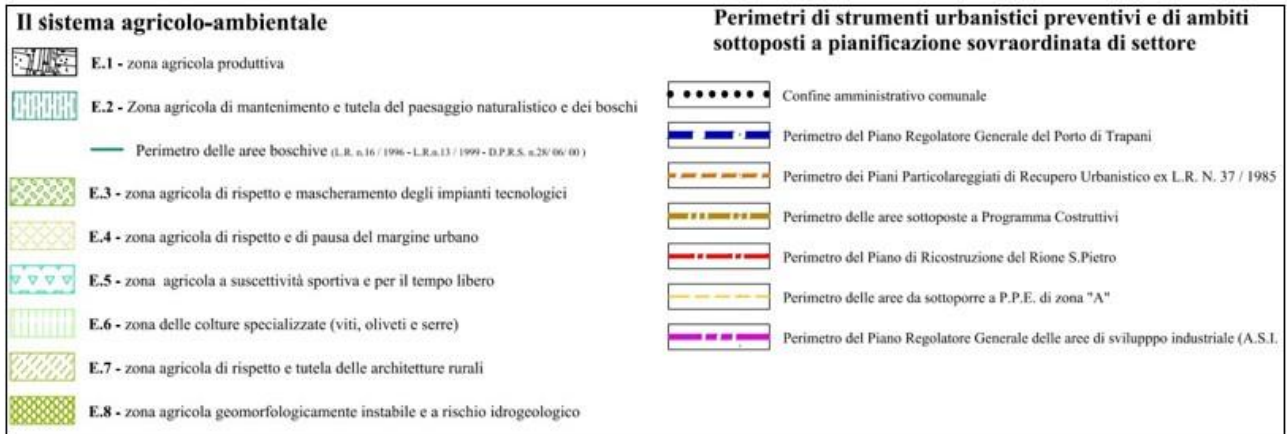 Il sistema agricolo-ambientale
E.1 - zona agricola produttiva
E.2 - Zona agricola di mantenimento e tutela del paesaggio naturalistico e dei boschi
Perimetro delle aree boschive (L.R. n.16 / 1996 - L.R.n.13 / 1999 - D.P.R.S. n.28/ 06/ 00 )
E.3 - zona agricola di rispetto e mascheramento degli impianti tecnologici
E.4 - zona agricola di rispetto e di pausa del margine urbano
E.5 - zona agricola a suscettività sportiva e per il tempo libero
E.6 - zona delle colture specializzate (viti, oliveti e serre)
E.7 - zona agricola di rispetto e tutela delle architetture rurali
E.8 - zona agricola geomorfologicamente instabile e a rischio idrogeologico
Perimetri di strumenti urbanistici preventivi e di ambiti
sottoposti a pianificazione sovraordinata di settore
Confine amministrativo comunale
Perimetro del Piano Regolatore Generale del Porto di Trapani
Perimetro dei Piani Particolareggiati di Recupero Urbanistico ex L.R. N. 37 / 1985
Perimetro delle aree sottoposte a Programma Costruttivi
Perimetro del Piano di Ricostruzione del Rione S.Pietro
Perimetro delle aree da sottoporre a P.P.E. di zona "A"
Perimetro del Piano Regolatore Generale delle aree di svilupppo industriale (A.S.I.